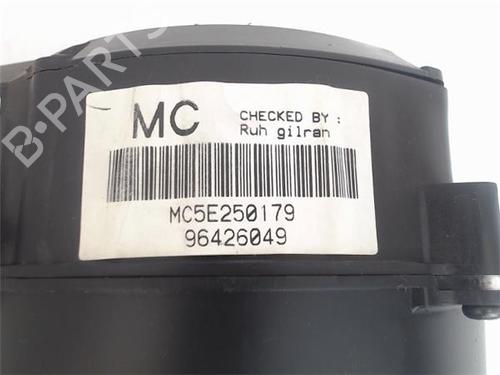 MC
CHECKED BY :
Ruh gilran
MC5E250179
96426049
B-PARTS